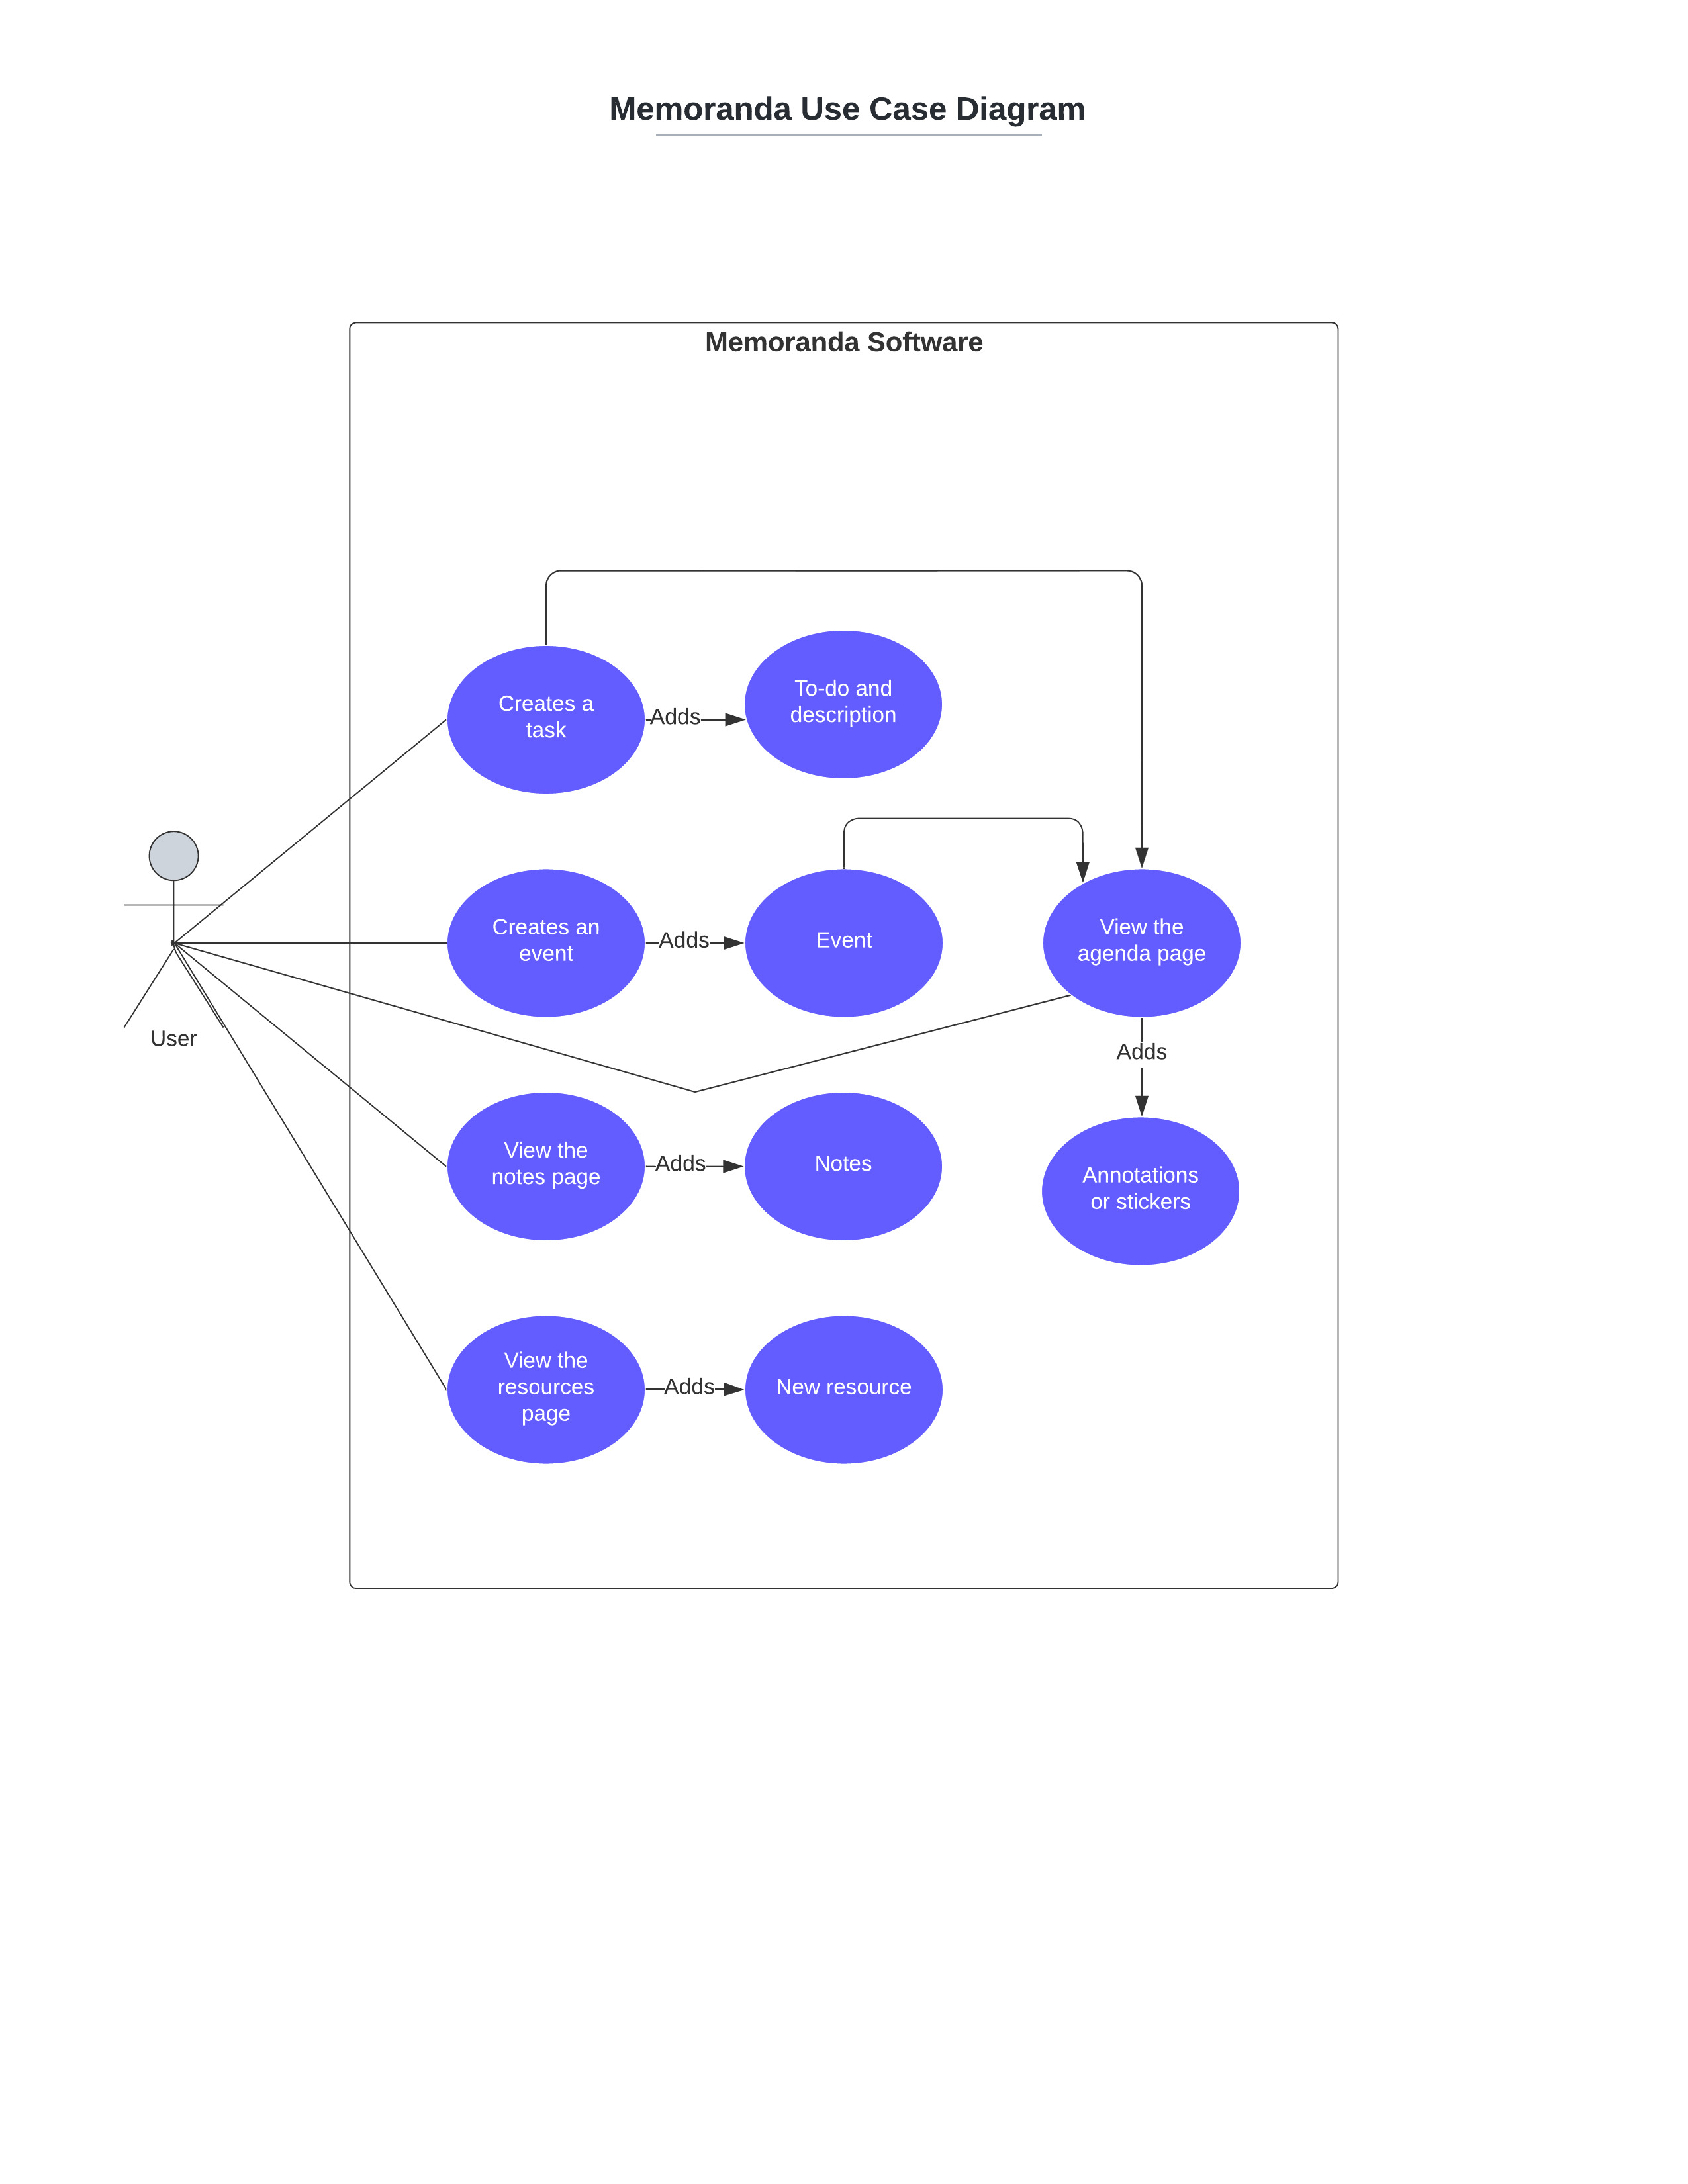 Memoranda Use Case Diagram
Memoranda Software
Creates a
task
Adds
To-do and
description
Creates an
event
Adds
Event
View the
agenda page
User
Adds
View the
notes page
Adds
Notes
Annotations
or stickers
View the
resources
page
Adds
New resource